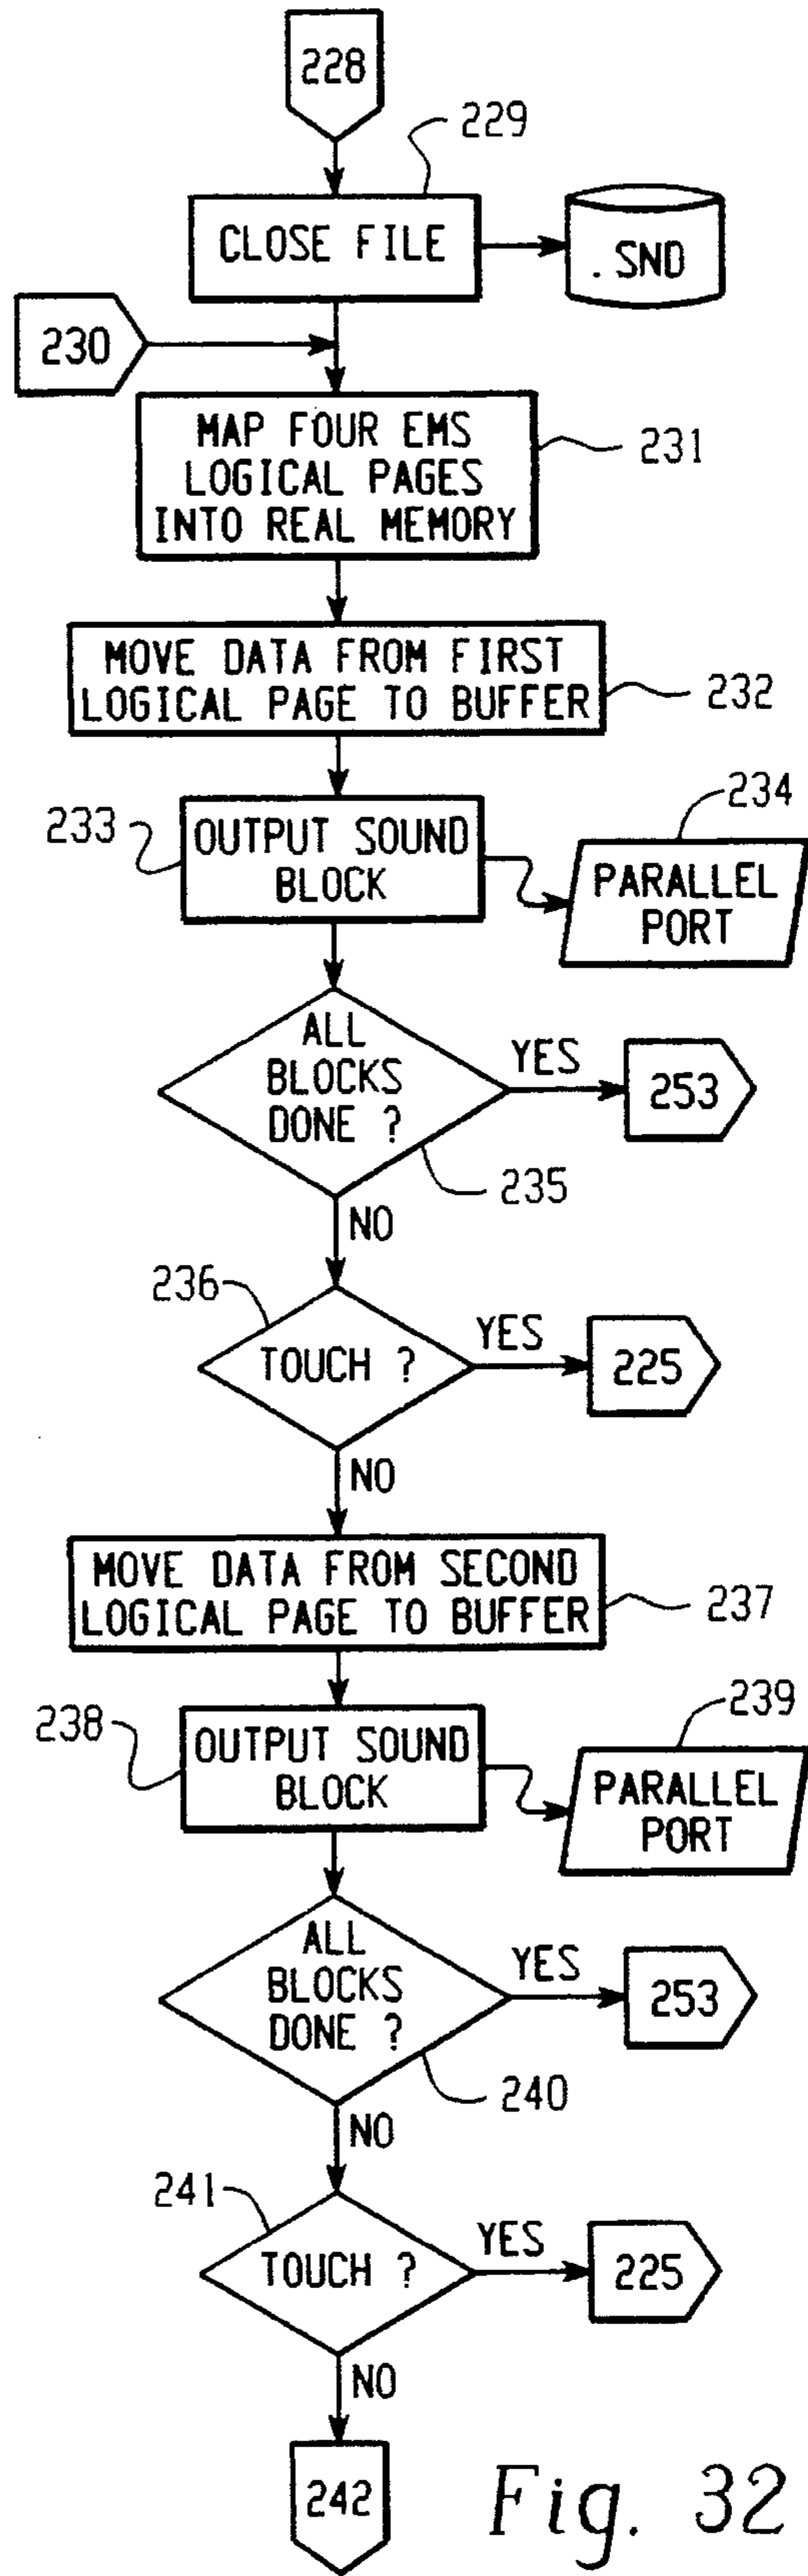 228
229
CLOSE FILE
. SND
230
MAP FOUR EMS
LOGICAL PAGES
INTO REAL MEMORY
231
MOVE DATA FROM FIRST
LOGICAL PAGE TO BUFFER
232
233
OUTPUT SOUND
BLOCK
234
PARALLEL
PORT
ALL
BLOCKS
DONE ?
YES
253
235
NO
236
TOUCH ?
YES
225
NO
MOVE DATA FROM SECOND
LOGICAL PAGE TO BUFFER
237
238
OUTPUT SOUND
BLOCK
239
PARALLEL
PORT
ALL
BLOCKS
DONE ?
YES
253
240
NO
241
TOUCH ?
YES
225
NO
242
Fig. 32